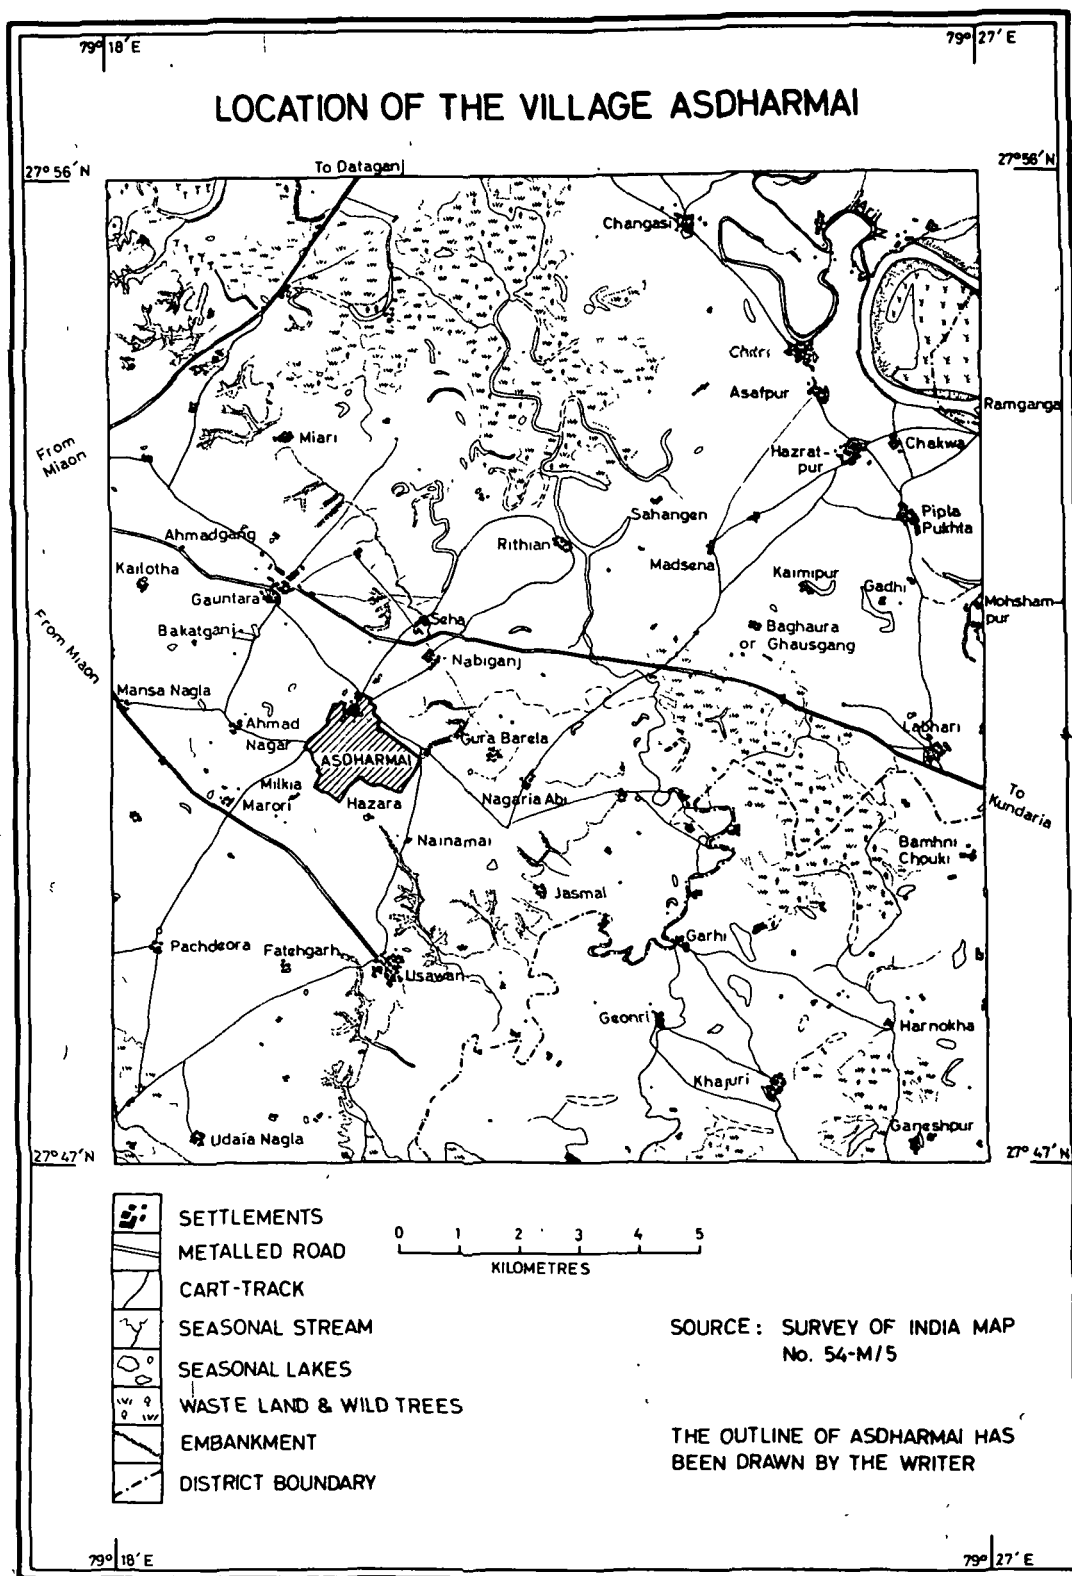 79° 18′ E
79° 27′ E
LOCATION OF THE VILLAGE ASDHARMAI
27° 56′ N
27° 56′ N
To Dataganj
Changasi
Aril
Chitri
Asafpur
Ramganga
From
Miaon
Miari
Hazrat-
pur
Chakwa
Sahangen
Pipla
Pukhta
Ahmadgang
Rithian
Madsena
Kailotha
Kaimipur
Gadhi
Gauntara
Mohsham-
pur
From Miaon
Seha
Bakatganj
Baghaura
or Ghausgang
Nabiganj
Mansa Nagla
Ahmad
Nagar
Gura Barela
Labhari
ASDHARMAI
Milkia
Marori
Hazara
Nagaria Abi
To
Kundaria
Nainamai
Bamhni
Chouki
Jasmal
Pachdeora
Fatehgarh
Garhi
Usawan
Geonri
Harnokha
Khajuri
Udaia Nagla
Ganeshpur
27° 47′ N
27° 47′ N
SETTLEMENTS
METALLED ROAD
CART-TRACK
SEASONAL STREAM
SEASONAL LAKES
WASTE LAND & WILD TREES
EMBANKMENT
DISTRICT BOUNDARY
0 1 2 3 4 5
KILOMETRES
SOURCE: SURVEY OF INDIA MAP
No. 54-M/5
THE OUTLINE OF ASDHARMAI HAS
BEEN DRAWN BY THE WRITER
79° 18′ E
79° 27′ E